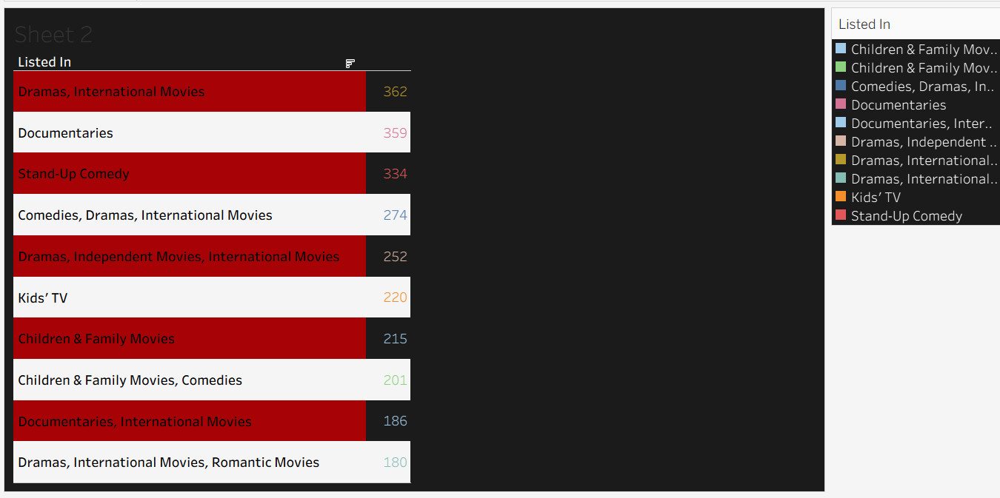 Sheet 2
Listed In
Dramas, International Movies 362
Documentaries 359
Stand-Up Comedy 334
Comedies, Dramas, International Movies 274
Dramas, Independent Movies, International Movies 252
Kids’ TV 220
Children & Family Movies 215
Children & Family Movies, Comedies 201
Documentaries, International Movies 186
Dramas, International Movies, Romantic Movies 180
Listed In
Children & Family Mov..
Children & Family Mov..
Comedies, Dramas, In..
Documentaries
Documentaries, Inter..
Dramas, Independent ..
Dramas, International..
Dramas, International..
Kids’ TV
Stand-Up Comedy